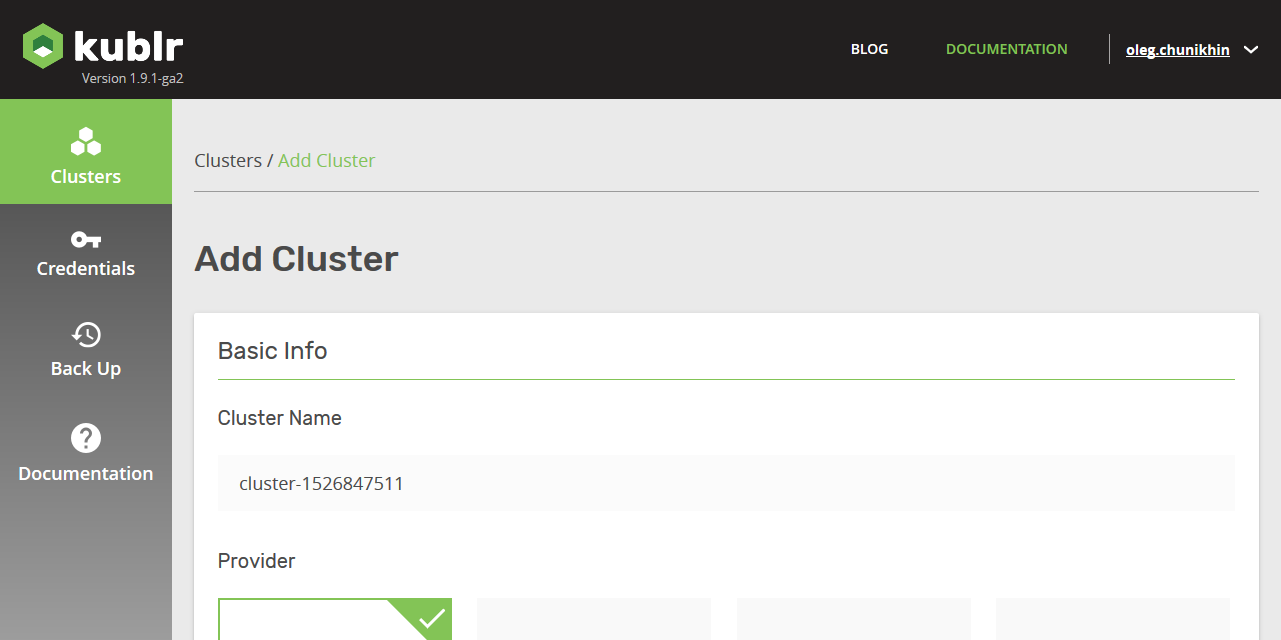 kublr
Version 1.9.1-ga2
BLOG
DOCUMENTATION
oleg.chunikhin
Clusters
Credentials
Back Up
Documentation
Clusters / Add Cluster
Add Cluster
Basic Info
Cluster Name
cluster-1526847511
Provider